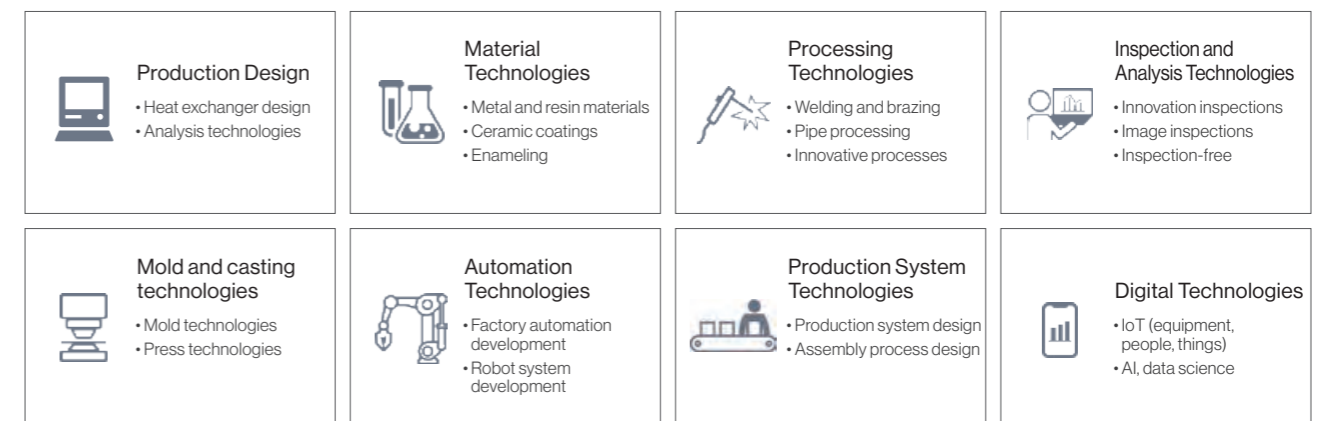 Production Design
• Heat exchanger design
• Analysis technologies
Material
Technologies
• Metal and resin materials
• Ceramic coatings
• Enameling
Processing
Technologies
• Welding and brazing
• Pipe processing
• Innovative processes
Inspection and
Analysis Technologies
• Innovation inspections
• Image inspections
• Inspection-free
Mold and casting
technologies
• Mold technologies
• Press technologies
Automation
Technologies
• Factory automation
development
• Robot system
development
Production System
Technologies
• Production system design
• Assembly process design
Digital Technologies
• IoT (equipment,
people, things)
• AI, data science